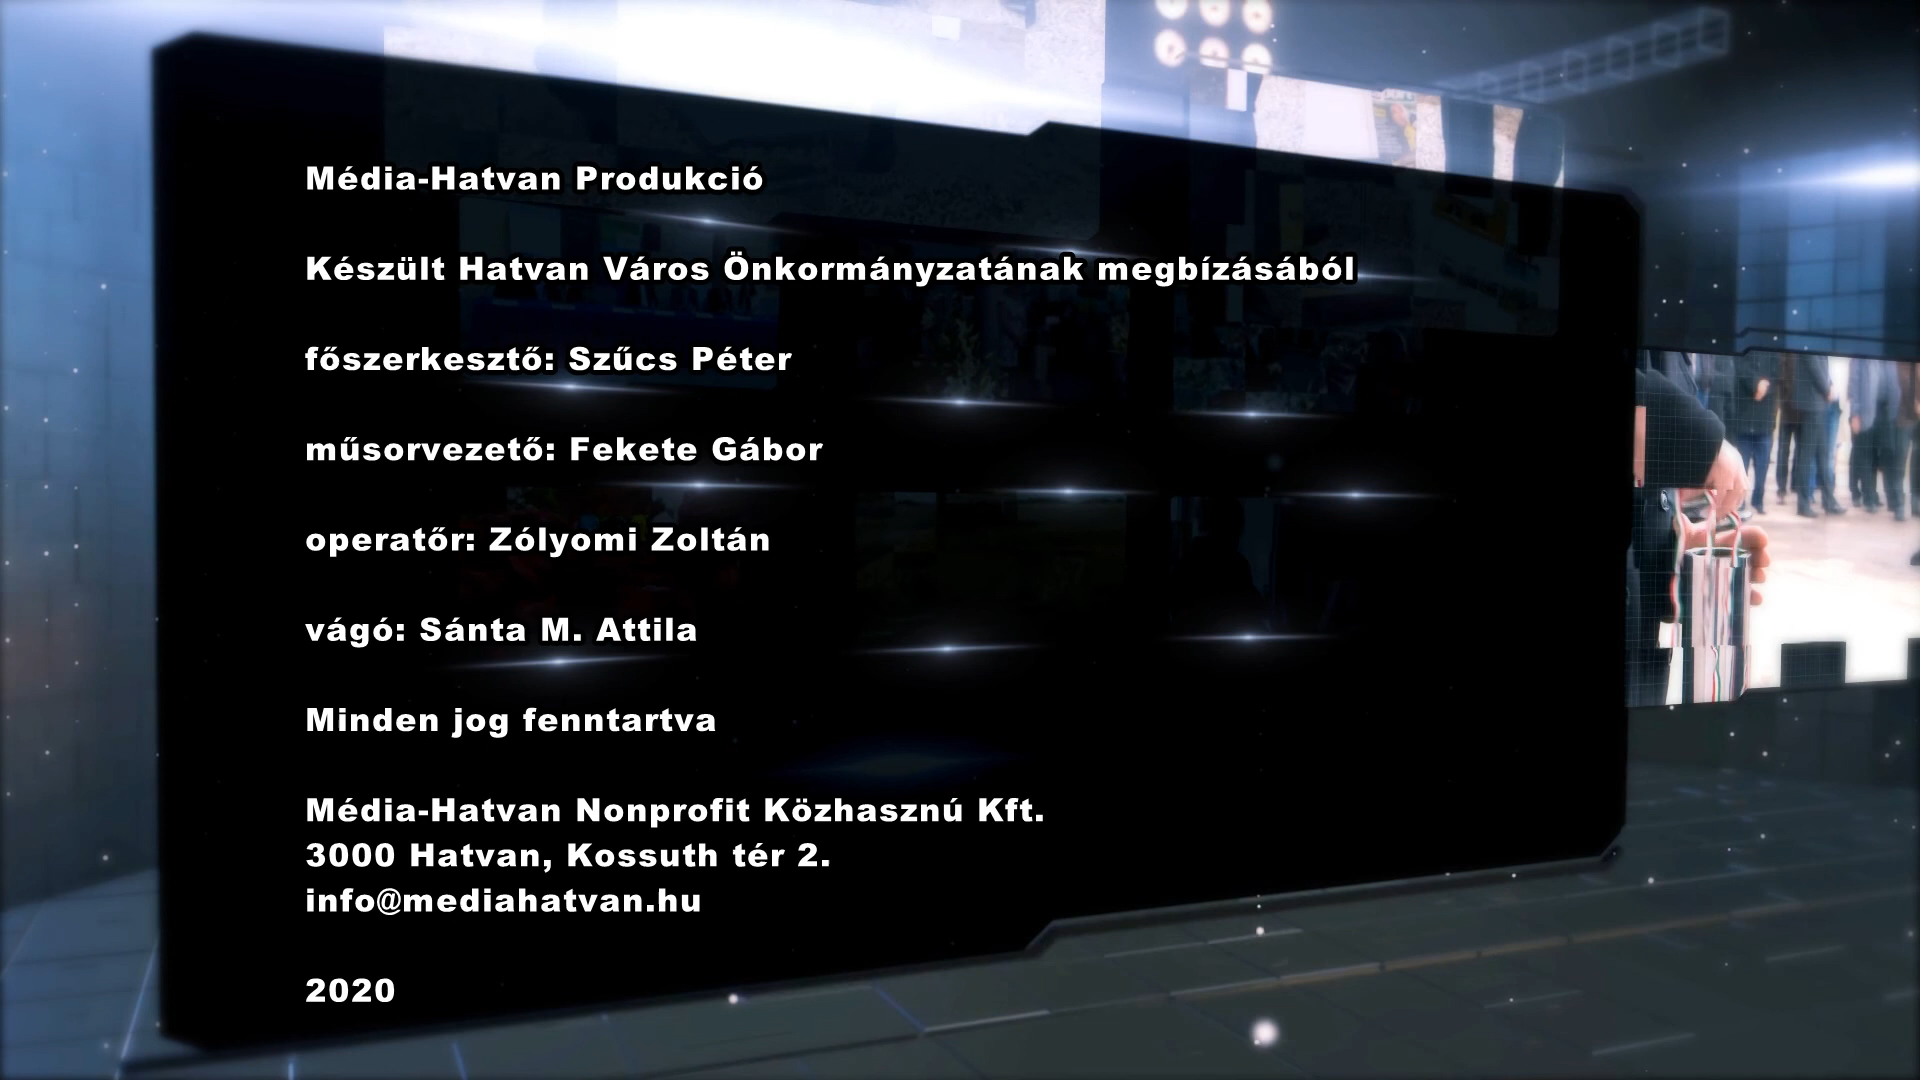 Média-Hatvan Produkció
Készült Hatvan Város Önkormányzatának megbízásából
főszerkesztő: Szűcs Péter
műsorvezető: Fekete Gábor
operatőr: Zólyomi Zoltán
vágó: Sánta M. Attila
Minden jog fenntartva
Média-Hatvan Nonprofit Közhasznú Kft.
3000 Hatvan, Kossuth tér 2.
info@mediahatvan.hu
2020